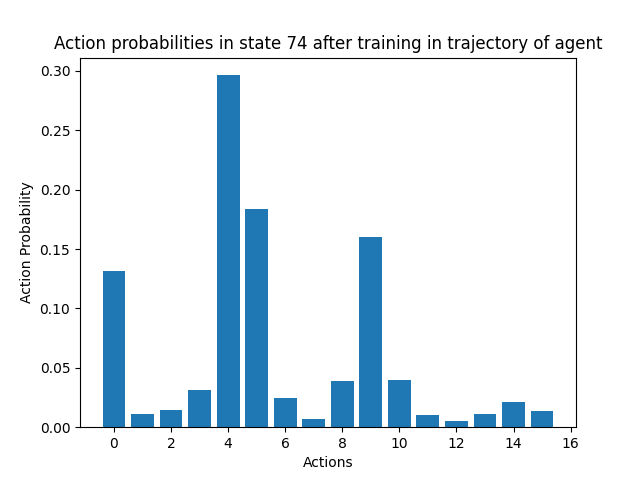 Action probabilities in state 74 after training in trajectory of agent
0.30
0.25
0.20
0.15
0.10
0.05
0.00
Action Probability
0 2 4 6 8 10 12 14 16
Actions